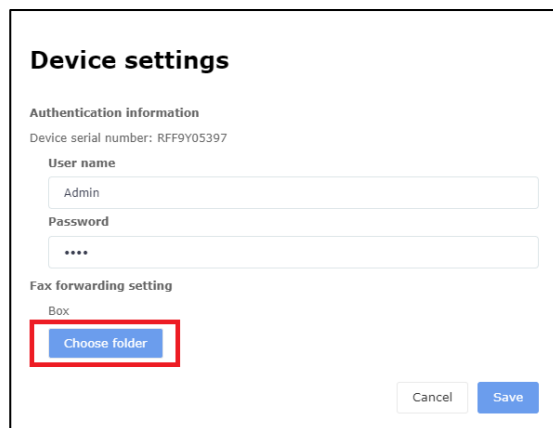 Device settings
Authentication information
Device serial number: RFF9Y05397
User name
Admin
Password
••••
Fax forwarding setting
Box
Choose folder
Cancel Save